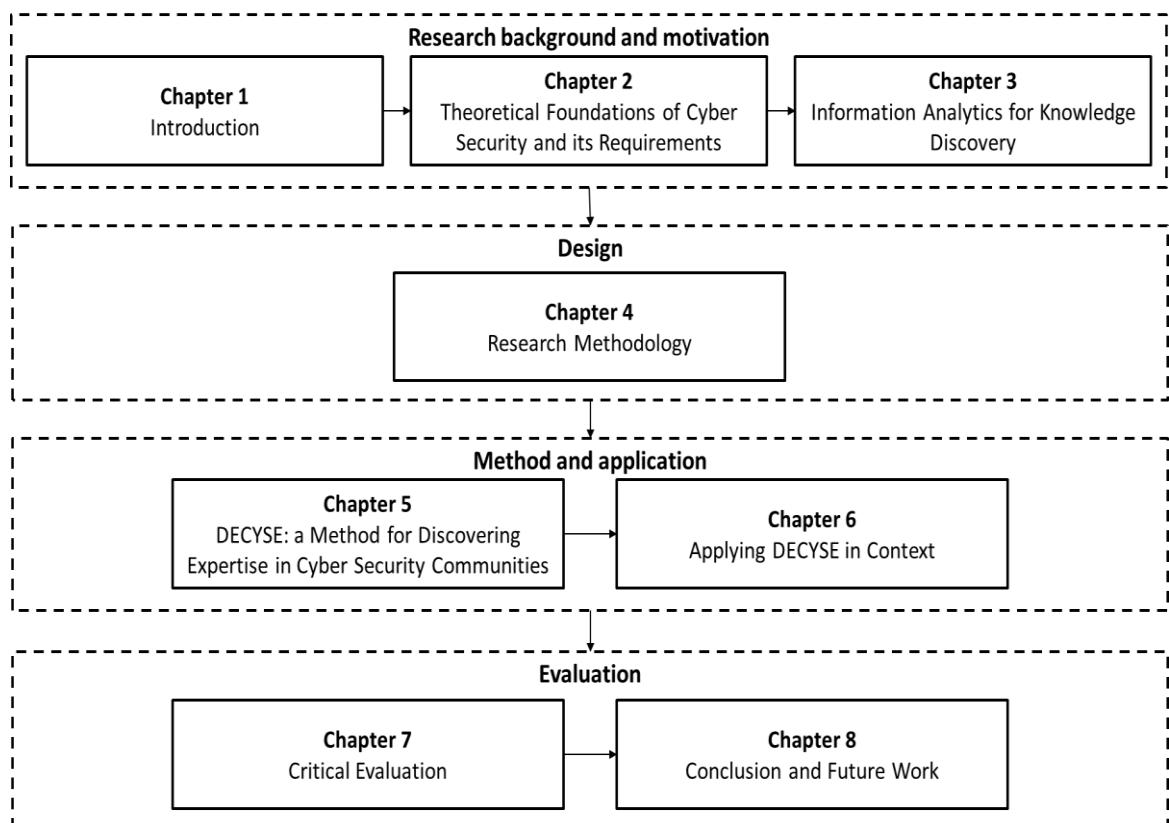 Research background and motivation
Chapter 1
Introduction
Chapter 2
Theoretical Foundations of Cyber
Security and its Requirements
Chapter 3
Information Analytics for Knowledge
Discovery
Design
Chapter 4
Research Methodology
Method and application
Chapter 5
DECYSE: a Method for Discovering
Expertise in Cyber Security Communities
Chapter 6
Applying DECYSE in Context
Evaluation
Chapter 7
Critical Evaluation
Chapter 8
Conclusion and Future Work